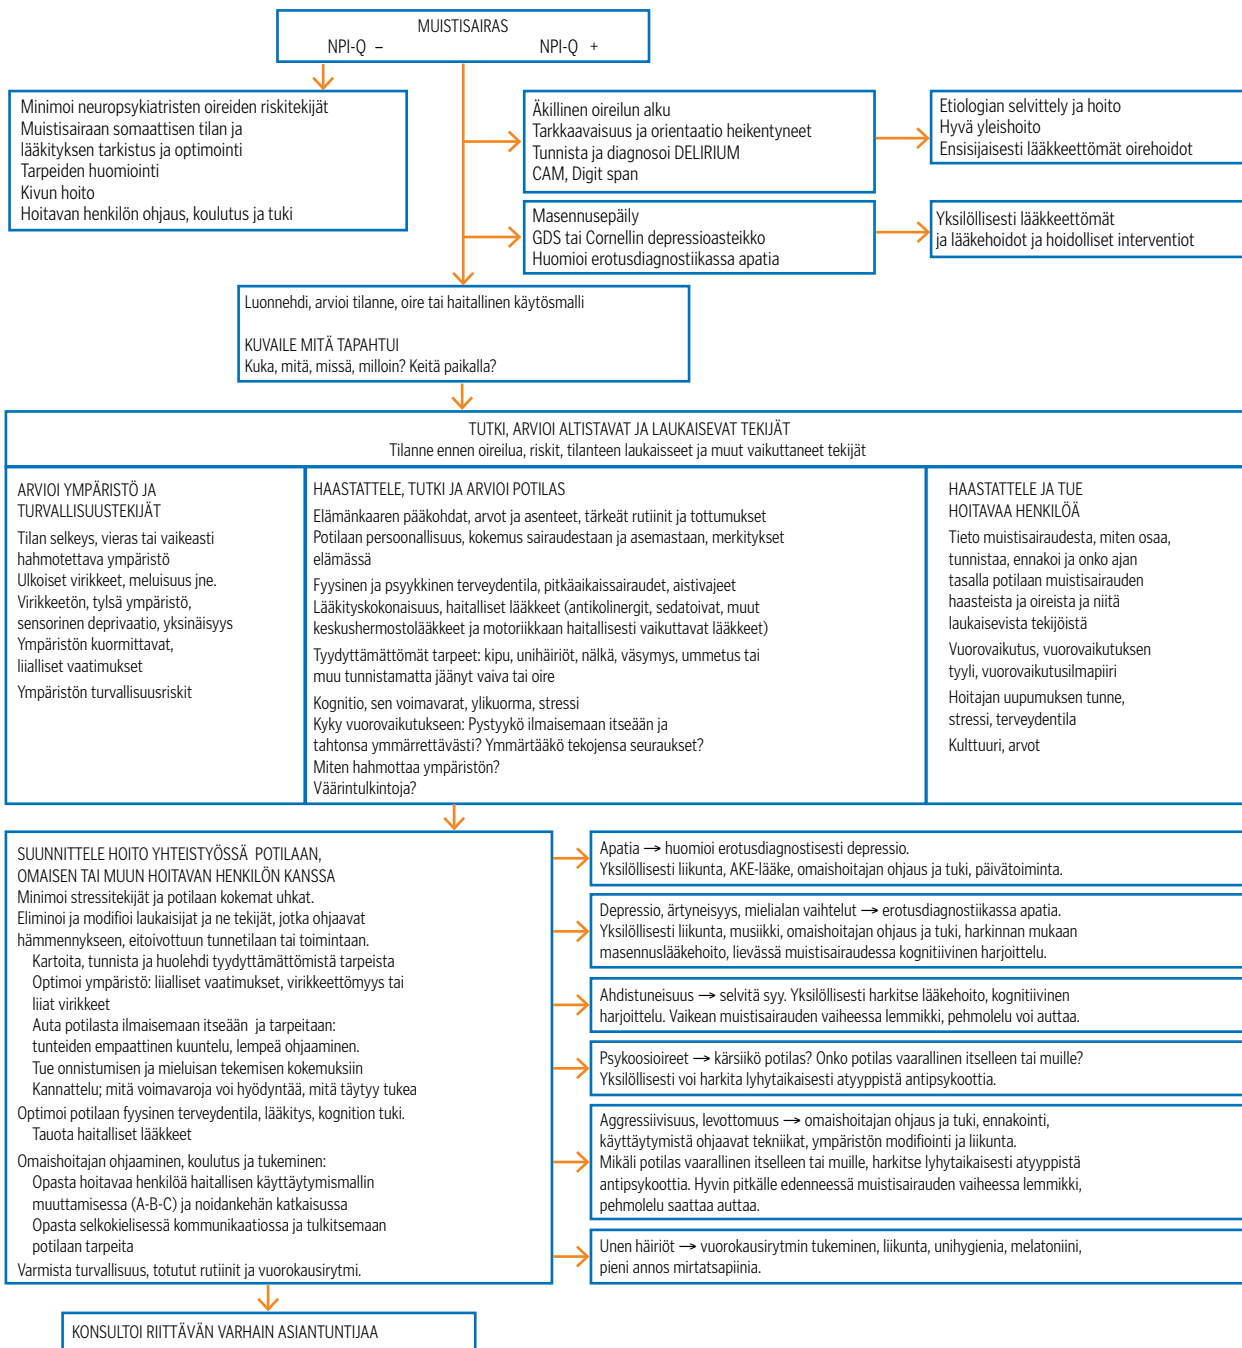 MUISTISAIRAS
NPI-Q – NPI-Q +
Minimoi neuropsykiatristen oireiden riskitekijät
Muistisairaan somaattisen tilan ja
lääkityksen tarkistus ja optimointi
Tarpeiden huomiointi
Kivun hoito
Hoitavan henkilön ohjaus, koulutus ja tuki
Äkillinen oireilun alku
Tarkkaavaisuus ja orientaatio heikentyneet
Tunnista ja diagnosoi DELIRIUM
CAM, Digit span
Etiologian selvittely ja hoito
Hyvä yleishoito
Ensisijaisesti lääkkeettömät oirehoidot
Masennusepäily
GDS tai Cornellin depressioasteikko
Huomioi erotusdiagnostiikassa apatia
Yksilöllisesti lääkkeettömät
ja lääkehoidot ja hoidolliset interventiot
Luonnehdi, arvioi tilanne, oire tai haitallinen käytösmalli
KUVAILE MITÄ TAPAHTUI
Kuka, mitä, missä, milloin? Keitä paikalla?
TUTKI, ARVIOI ALTISTAVAT JA LAUKAISEVAT TEKIJÄT
Tilanne ennen oireilua, riskit, tilanteen laukaisseet ja muut vaikuttaneet tekijät
ARVIOI YMPÄRISTÖ JA
TURVALLISUUSTEKIJÄT
Tilan selkeys, vieras tai vaikeasti
hahmotettava ympäristö
Ulkoiset virikkeet, meluisuus jne.
Virikkeetön, tylsä ympäristö,
sensorinen deprivaatio, yksinäisyys
Ympäristön kuormittavat,
liialliset vaatimukset
Ympäristön turvallisuusriskit
HAASTATTELE, TUTKI JA ARVIOI POTILAS
Elämänkaaren pääkohdat, arvot ja asenteet, tärkeät rutiinit ja tottumukset
Potilaan persoonallisuus, kokemus sairaudestaan ja asemastaan, merkitykset
elämässä
Fyysinen ja psyykkinen terveydentila, pitkäaikaissairaudet, aistivajeet
Lääkityskokonaisuus, haitalliset lääkkeet (antikolinergit, sedatoivat, muut
keskushermostolääkkeet ja motoriikkaan haitallisesti vaikuttavat lääkkeet)
Tyydyttämättömät tarpeet: kipu, unihäiriöt, nälkä, väsymys, ummetus tai
muu tunnistamatta jäänyt vaiva tai oire
Kognitio, sen voimavarat, ylikuorma, stressi
Kyky vuorovaikutukseen: Pystyykö ilmaisemaan itseään ja
tahtonsa ymmärrettävästi? Ymmärtääkö tekojensa seuraukset?
Miten hahmottaa ympäristön?
Väärintulkintoja?
HAASTATTELE JA TUE
HOITAVAA HENKILÖÄ
Tieto muistisairaudesta, miten osaa,
tunnistaa, ennakoi ja onko ajan
tasalla potilaan muistisairauden
haasteista ja oireista ja niitä
laukaisevista tekijöistä
Vuorovaikutus, vuorovaikutuksen
tyyli, vuorovaikutusilmapiiri
Hoitajan uupumuksen tunne,
stressi, terveydentila
Kulttuuri, arvot
SUUNNITTELE HOITO YHTEISTYÖSSÄ POTILAAN,
OMAISEN TAI MUUN HOITAVAN HENKILÖN KANSSA
Minimoi stressitekijät ja potilaan kokemat uhkat.
Eliminoi ja modifioi laukaisijat ja ne tekijät, jotka ohjaavat
hämmennykseen, eitoivottuun tunnetilaan tai toimintaan.
Kartoita, tunnista ja huolehdi tyydyttämättömistä tarpeista
Optimoi ympäristö: liialliset vaatimukset, virikkeettömyys tai
liiat virikkeet
Auta potilasta ilmaisemaan itseään ja tarpeitaan:
tunteiden empaattinen kuuntelu, lempeä ohjaaminen.
Tue onnistumisen ja mieluisan tekemisen kokemuksiin
Kannattelu; mitä voimavaroja voi hyödyntää, mitä täytyy tukea
Optimoi potilaan fyysinen terveydentila, lääkitys, kognition tuki.
Tauota haitalliset lääkkeet
Omaishoitajan ohjaaminen, koulutus ja tukeminen:
Opasta hoitavaa henkilöä haitallisen käyttäytymismallin
muuttamisessa (A-B-C) ja noidankehän katkaisussa
Opasta selkokielisessä kommunikaatiossa ja tulkitsemaan
potilaan tarpeita
Varmista turvallisuus, totutut rutiinit ja vuorokausirytmi.
Apatia → huomioi erotusdiagnostisesti depressio.
Yksilöllisesti liikunta, AKE-lääke, omaishoitajan ohjaus ja tuki, päivätoiminta.
Depressio, ärtyneisyys, mielialan vaihtelut → erotusdiagnostiikassa apatia.
Yksilöllisesti liikunta, musiikki, omaishoitajan ohjaus ja tuki, harkinnan mukaan
masennuslääkehoito, lievässä muistisairaudessa kognitiivinen harjoittelu.
Ahdistuneisuus → selvitä syy. Yksilöllisesti harkitse lääkehoito, kognitiivinen
harjoittelu. Vaikean muistisairauden vaiheessa lemmikki, pehmolelu voi auttaa.
Psykoosioireet → kärsiikö potilas? Onko potilas vaarallinen itselleen tai muille?
Yksilöllisesti voi harkita lyhytaikaisesti atyyppistä antipsykoottia.
Aggressiivisuus, levottomuus → omaishoitajan ohjaus ja tuki, ennakointi,
käyttäytymistä ohjaavat tekniikat, ympäristön modifiointi ja liikunta.
Mikäli potilas vaarallinen itselleen tai muille, harkitse lyhytaikaisesti atyyppistä
antipsykoottia. Hyvin pitkälle edenneessä muistisairauden vaiheessa lemmikki,
pehmolelu saattaa auttaa.
Unen häiriöt → vuorokausirytmin tukeminen, liikunta, unihygienia, melatoniini,
pieni annos mirtatsapiinia.
KONSULTOI RIITTÄVÄN VARHAIN ASIANTUNTIJAA